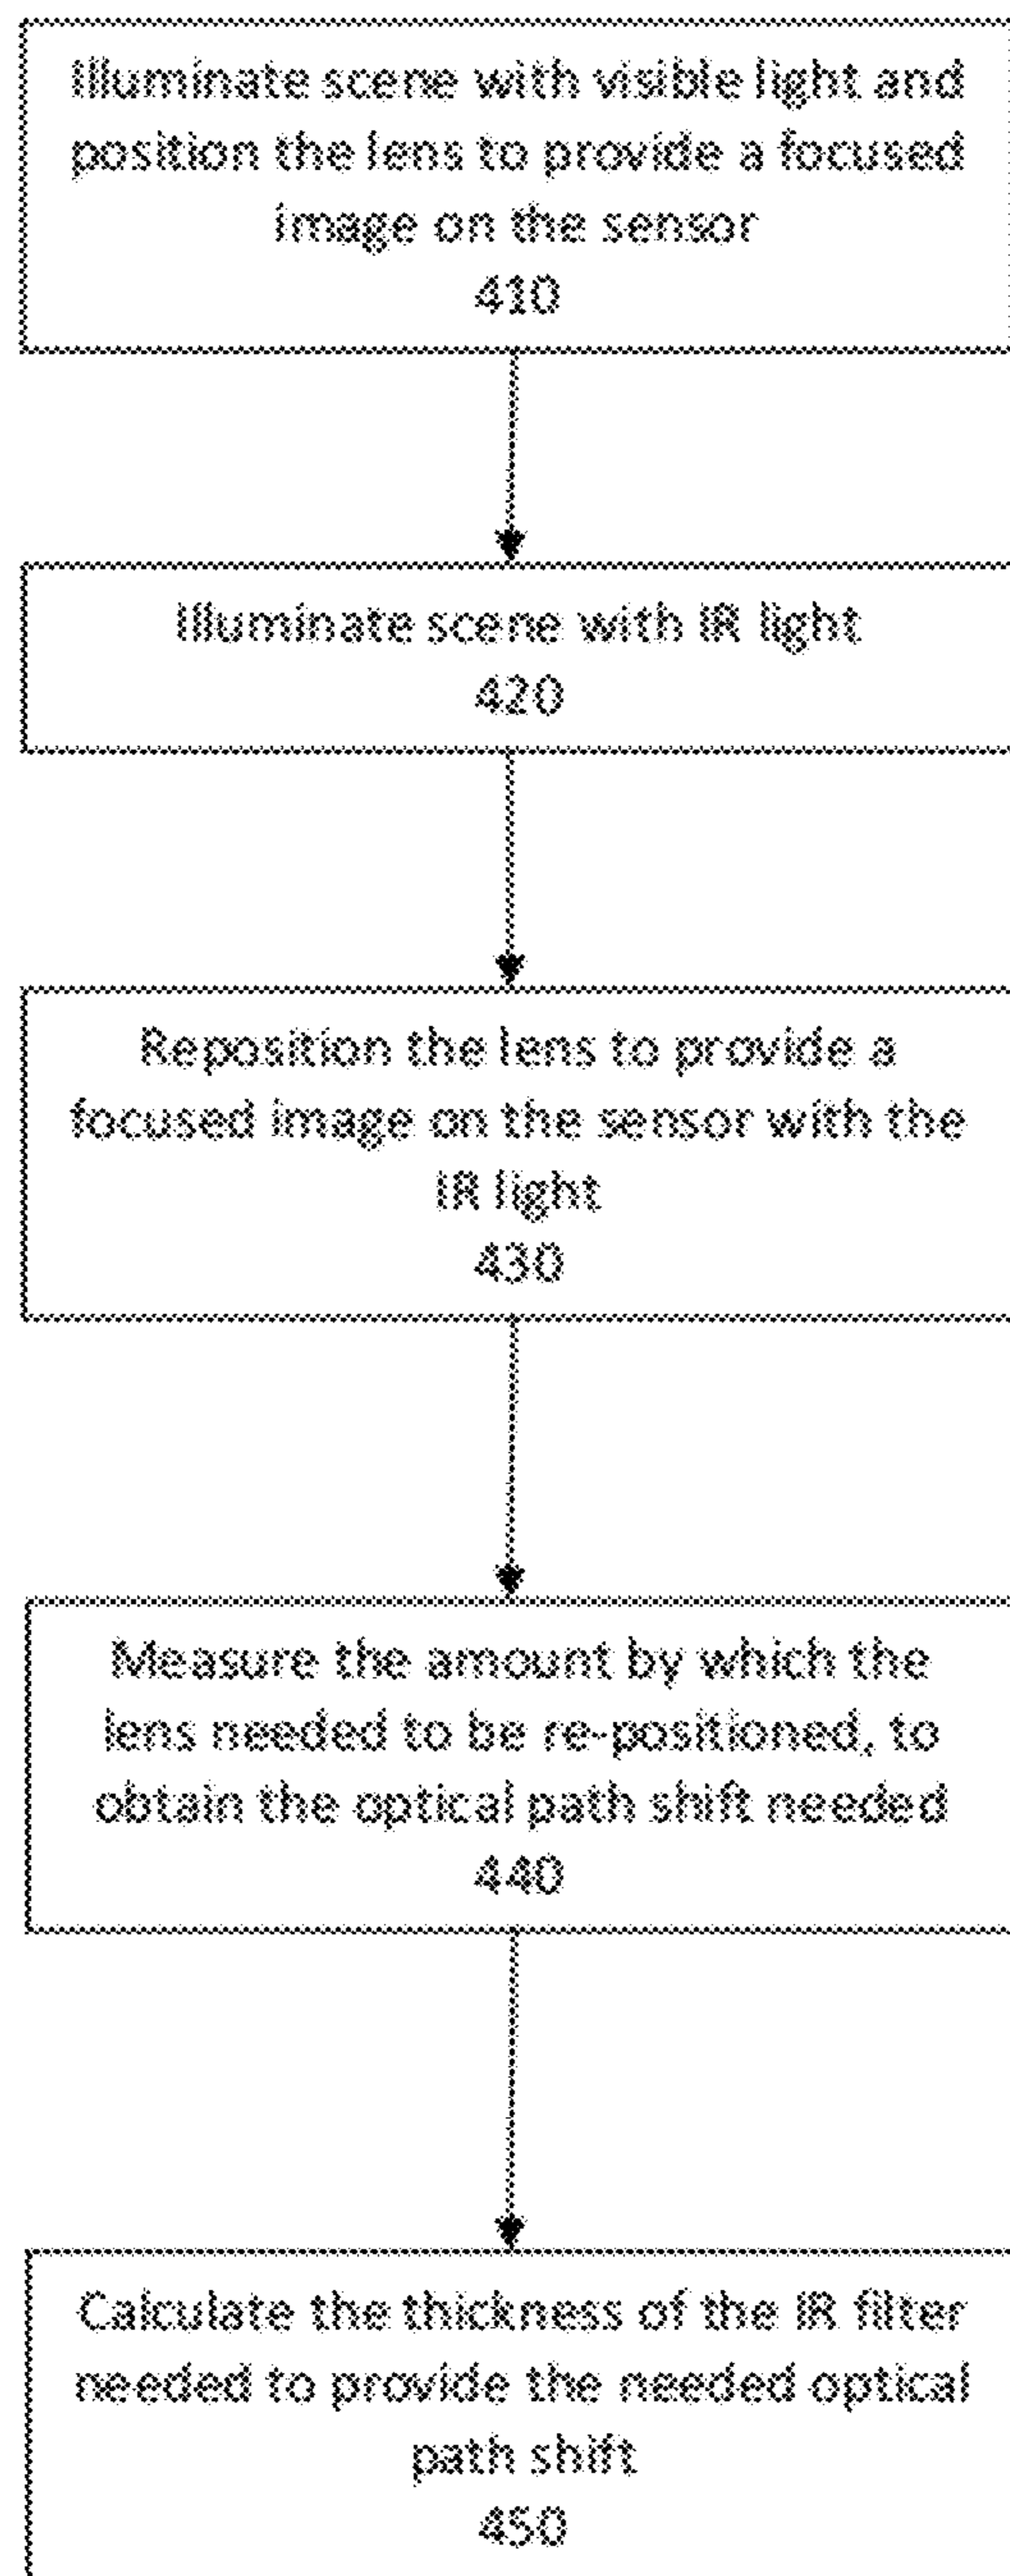 Illuminate scene with visible light and
position the lens to provide a focused
image on the sensor
410
Illuminate scene with IR light
420
Reposition the lens to provide a
focused image on the sensor with the
IR light
430
Measure the amount by which the
lens needed to be re-positioned, to
obtain the optical path shift needed
440
Calculate the thickness of the IR filter
needed to provide the needed optical
path shift
450